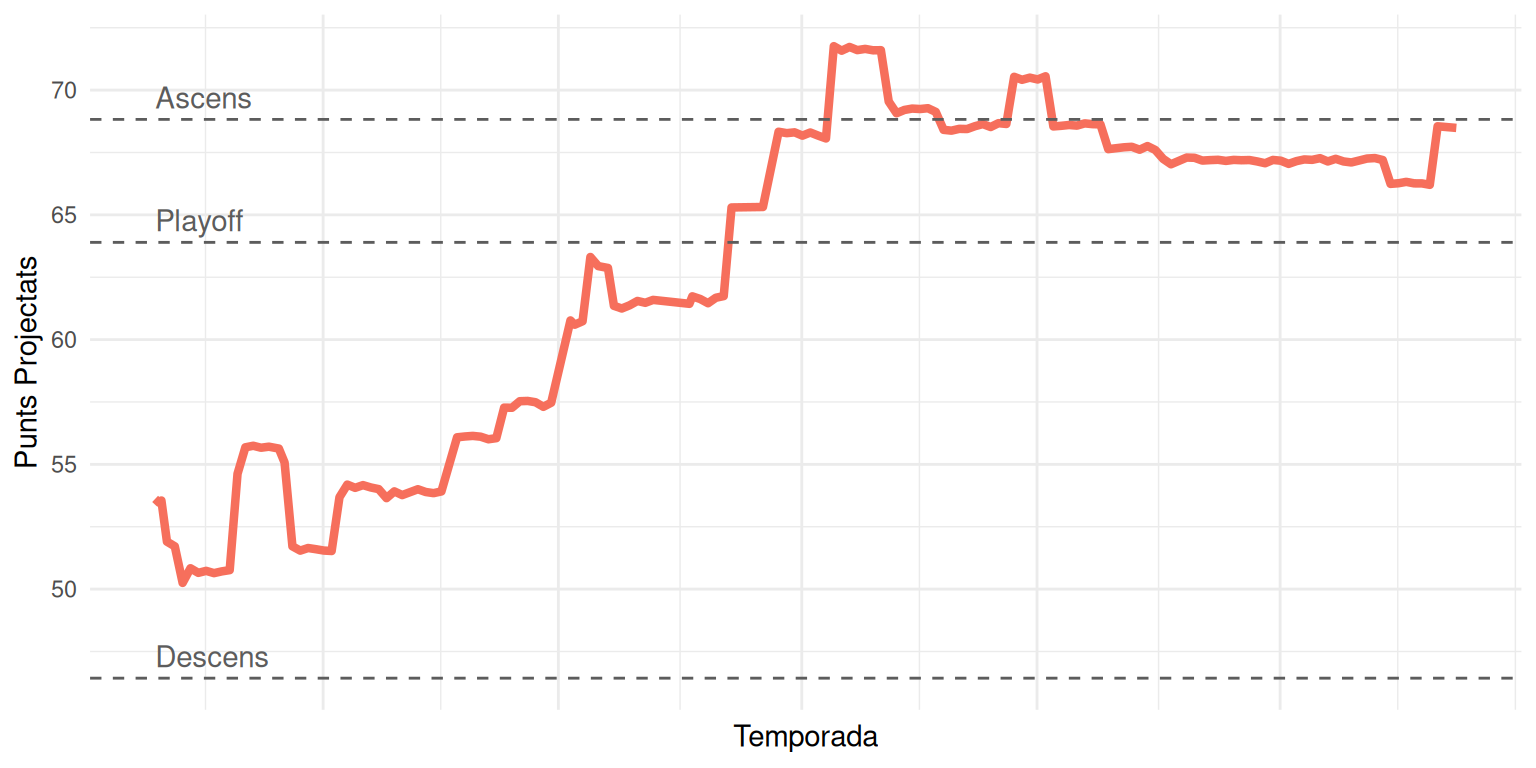 70
65
60
55
50
Ascens
Playoff
Descens
Punts Projectats
Temporada